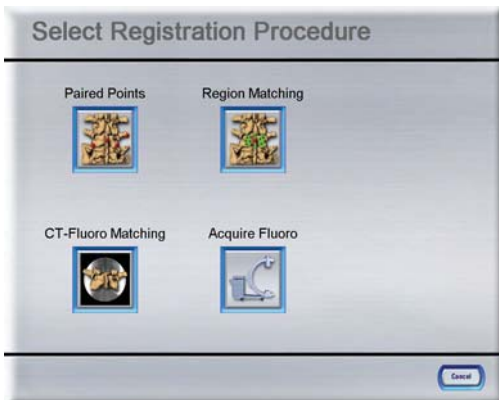 Select Registration Procedure
Paired Points
Region Matching
CT-Fluoro Matching
Acquire Fluoro
Cancel